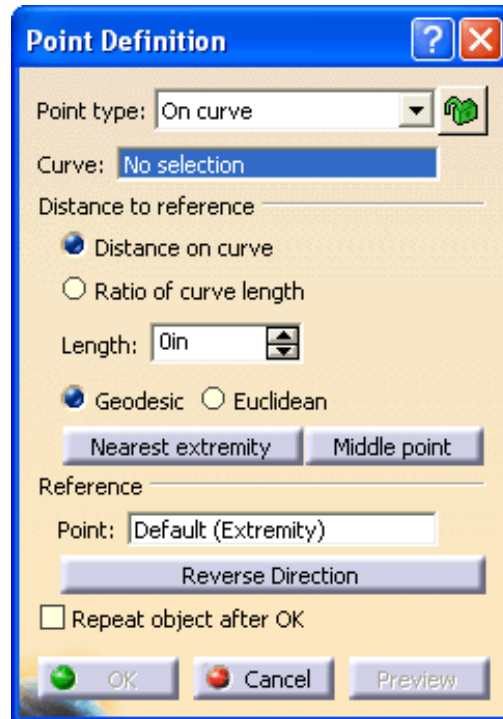 Point Definition ?
Point type: On curve
Curve: No selection
Distance to reference
Distance on curve
Ratio of curve length
Length: 0in
Geodesic Euclidean
Nearest extremity Middle point
Reference
Point: Default (Extremity)
Reverse Direction
Repeat object after OK
OK Cancel Preview